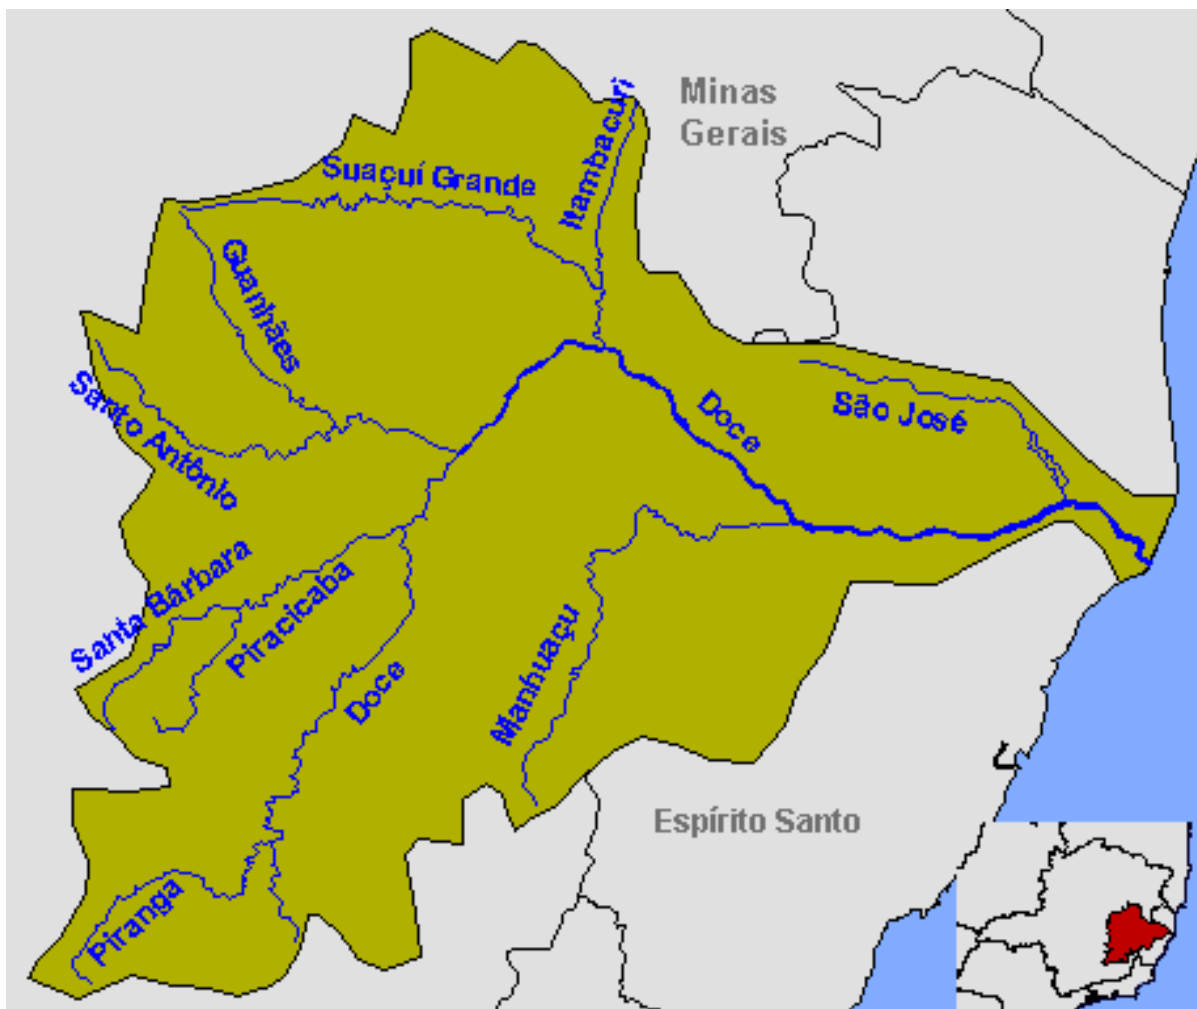 Minas
Gerais
Itambacuri
Suaçuí Grande
Guanhães
Santo Antônio
Doce
São José
Santa Bárbara
Piracicaba
Doce
Manhuaçu
Espírito Santo
Piranga